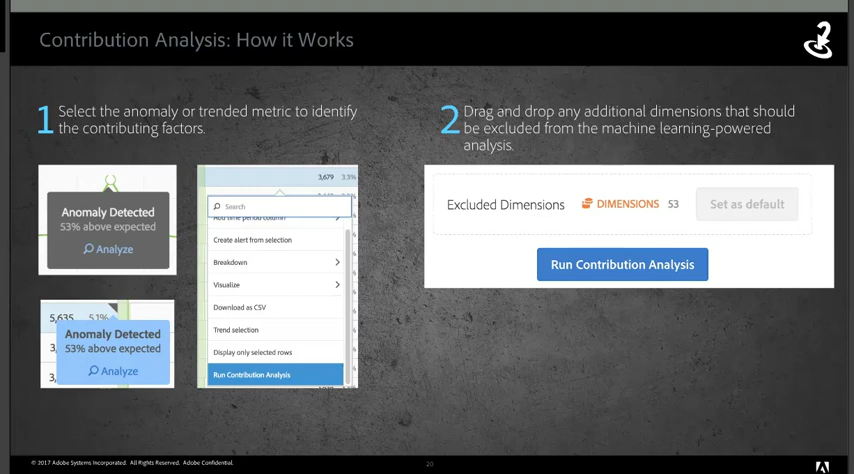 Contribution Analysis: How it Works
1 Select the anomaly or trended metric to identify
the contributing factors.
2 Drag and drop any additional dimensions that should
be excluded from the machine learning-powered
analysis.
Anomaly Detected
53% above expected
Analyze
5,635 5.1%
Anomaly Detected
53% above expected
Analyze
3,679 3.3%
Search
Add time period column
Create alert from selection
Breakdown
Visualize
Download as CSV
Trend selection
Display only selected rows
Run Contribution Analysis
Excluded Dimensions DIMENSIONS 53 Set as default
Run Contribution Analysis
© 2017 Adobe Systems Incorporated. All Rights Reserved. Adobe Confidential.
20